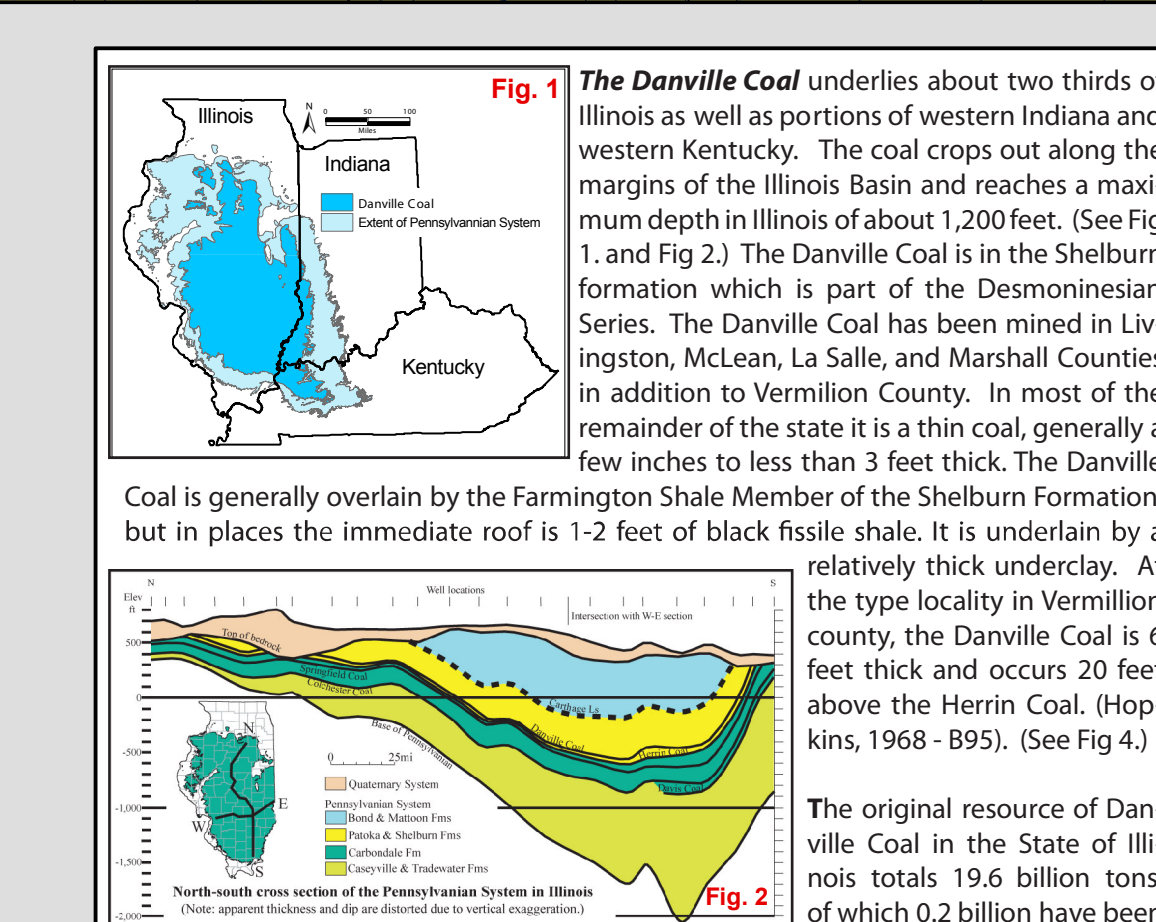 Fig. 1
Illinois
N
0 50 100
Miles
Indiana
Danville Coal
Extent of Pennsylvannian System
Kentucky
The Danville Coal underlies about two thirds of
Illinois as well as portions of western Indiana and
western Kentucky. The coal crops out along the
margins of the Illinois Basin and reaches a maxi-
mum depth in Illinois of about 1,200 feet. (See Fig
1. and Fig 2.) The Danville Coal is in the Shelburn
formation which is part of the Desmoninesian
Series. The Danville Coal has been mined in Liv-
ingston, McLean, La Salle, and Marshall Counties
in addition to Vermilion County. In most of the
remainder of the state it is a thin coal, generally a
few inches to less than 3 feet thick. The Danville
Coal is generally overlain by the Farmington Shale Member of the Shelburn Formation
but in places the immediate roof is 1-2 feet of black fissile shale. It is underlain by a
relatively thick underclay. At
the type locality in Vermillion
county, the Danville Coal is 6
feet thick and occurs 20 feet
above the Herrin Coal. (Hop-
kins, 1968 - B95). (See Fig 4.)
The original resource of Dan-
ville Coal in the State of Illi-
nois totals 19.6 billion tons
of which 0.2 billion have been
N
Well locations
S
Elev
ft
Intersection with W-E section
500
Top of bedrock
Springfield Coal
Colchester Coal
0
Carthage Ls
Base of Pennsylvanian
Danville Coal
Herrin Coal
-500
Davis Coal
0 25mi
N
E
W
S
-1,000
-1,500
-2,000
Quaternary System
Pennsylvanian System
Bond & Mattoon Fms
Patoka & Shelburn Fms
Carbondale Fm
Caseyville & Tradewater Fms
North-south cross section of the Pennsylvanian System in Illinois
(Note: apparent thickness and dip are distorted due to vertical exaggeration.)
Fig. 2